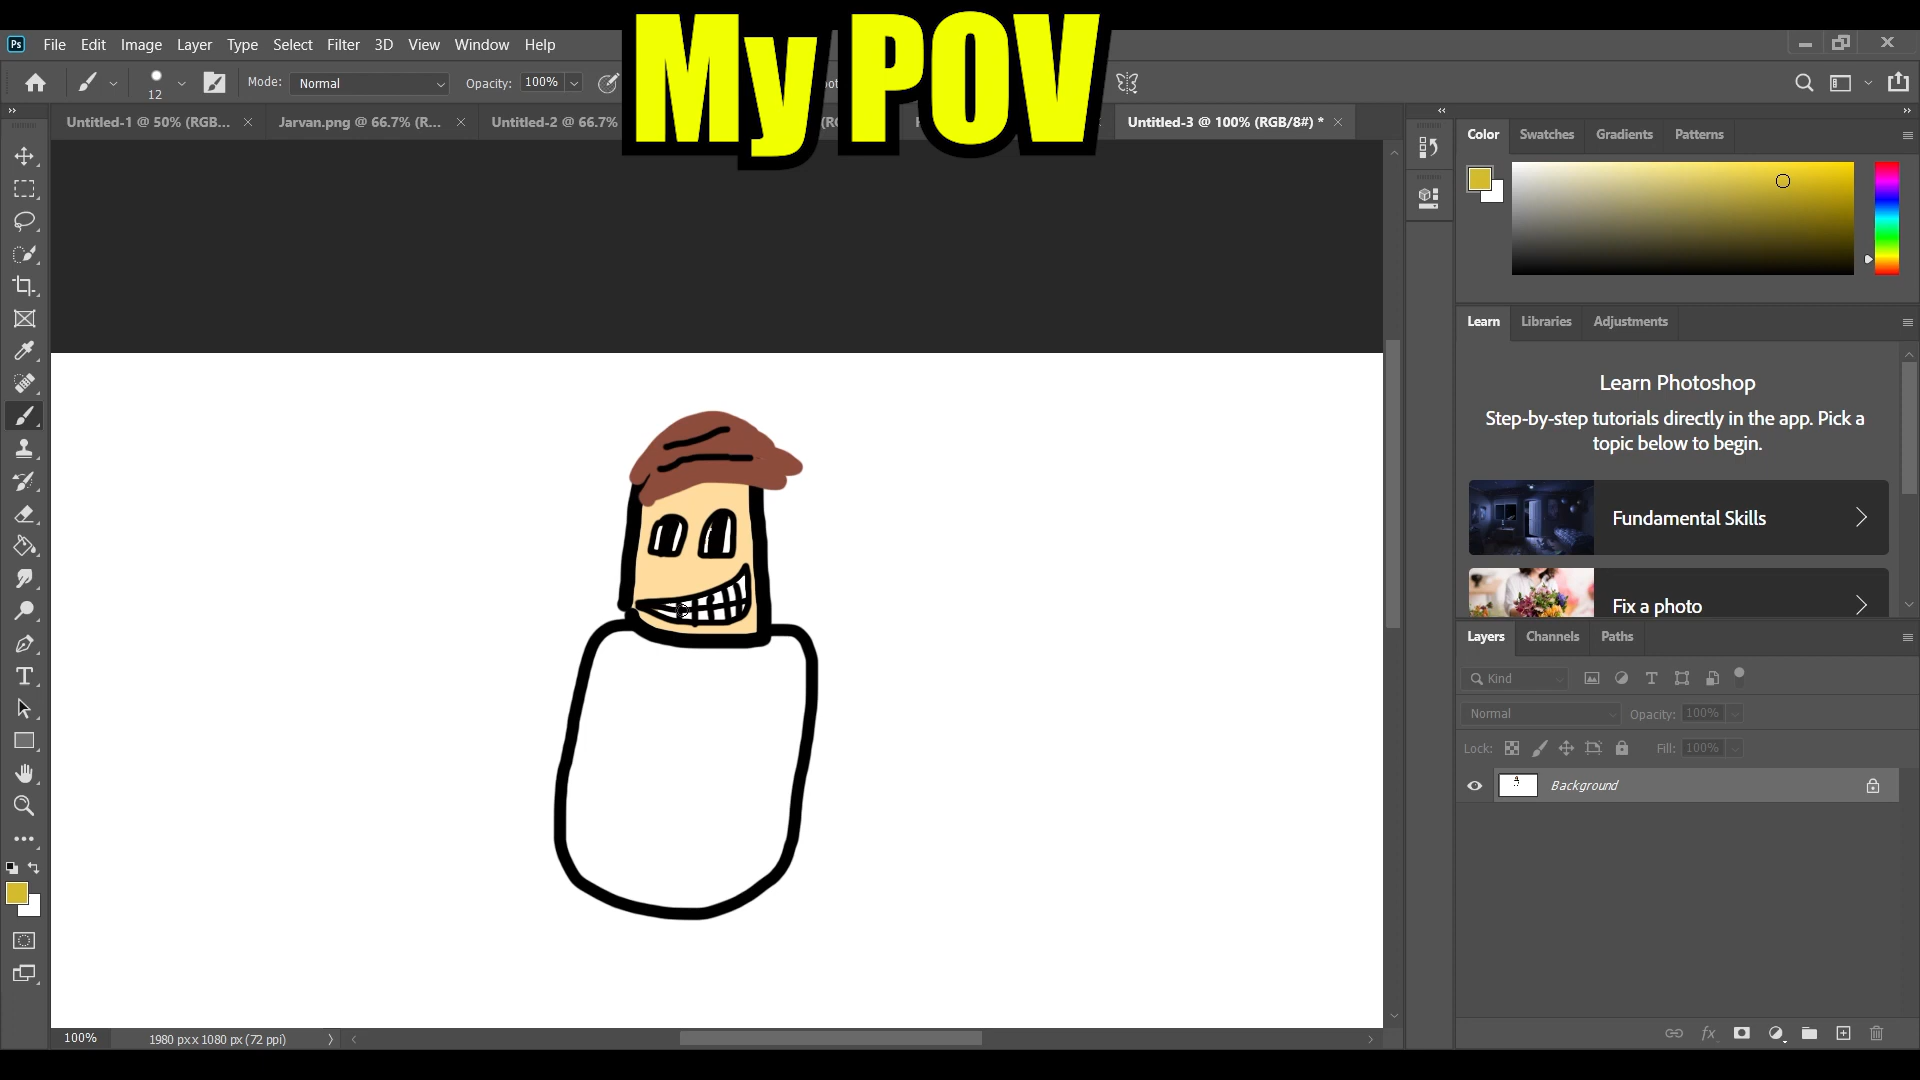 My POV
Ps File Edit Image Layer Type Select Filter 3D View Window Help
12 Mode: Normal Opacity: 100%
Untitled-1 @ 50% (RGB... Jarvan.png @ 66.7% (R... Untitled-2 @ 66.7% Untitled-3 @ 100% (RGB/8#) *
Color Swatches Gradients Patterns
Learn Libraries Adjustments
Learn Photoshop
Step-by-step tutorials directly in the app. Pick a
topic below to begin.
Fundamental Skills
Fix a photo
Layers Channels Paths
Kind
Normal Opacity: 100%
Lock: Fill: 100%
Background
100% 1980 px x 1080 px (72 ppi)